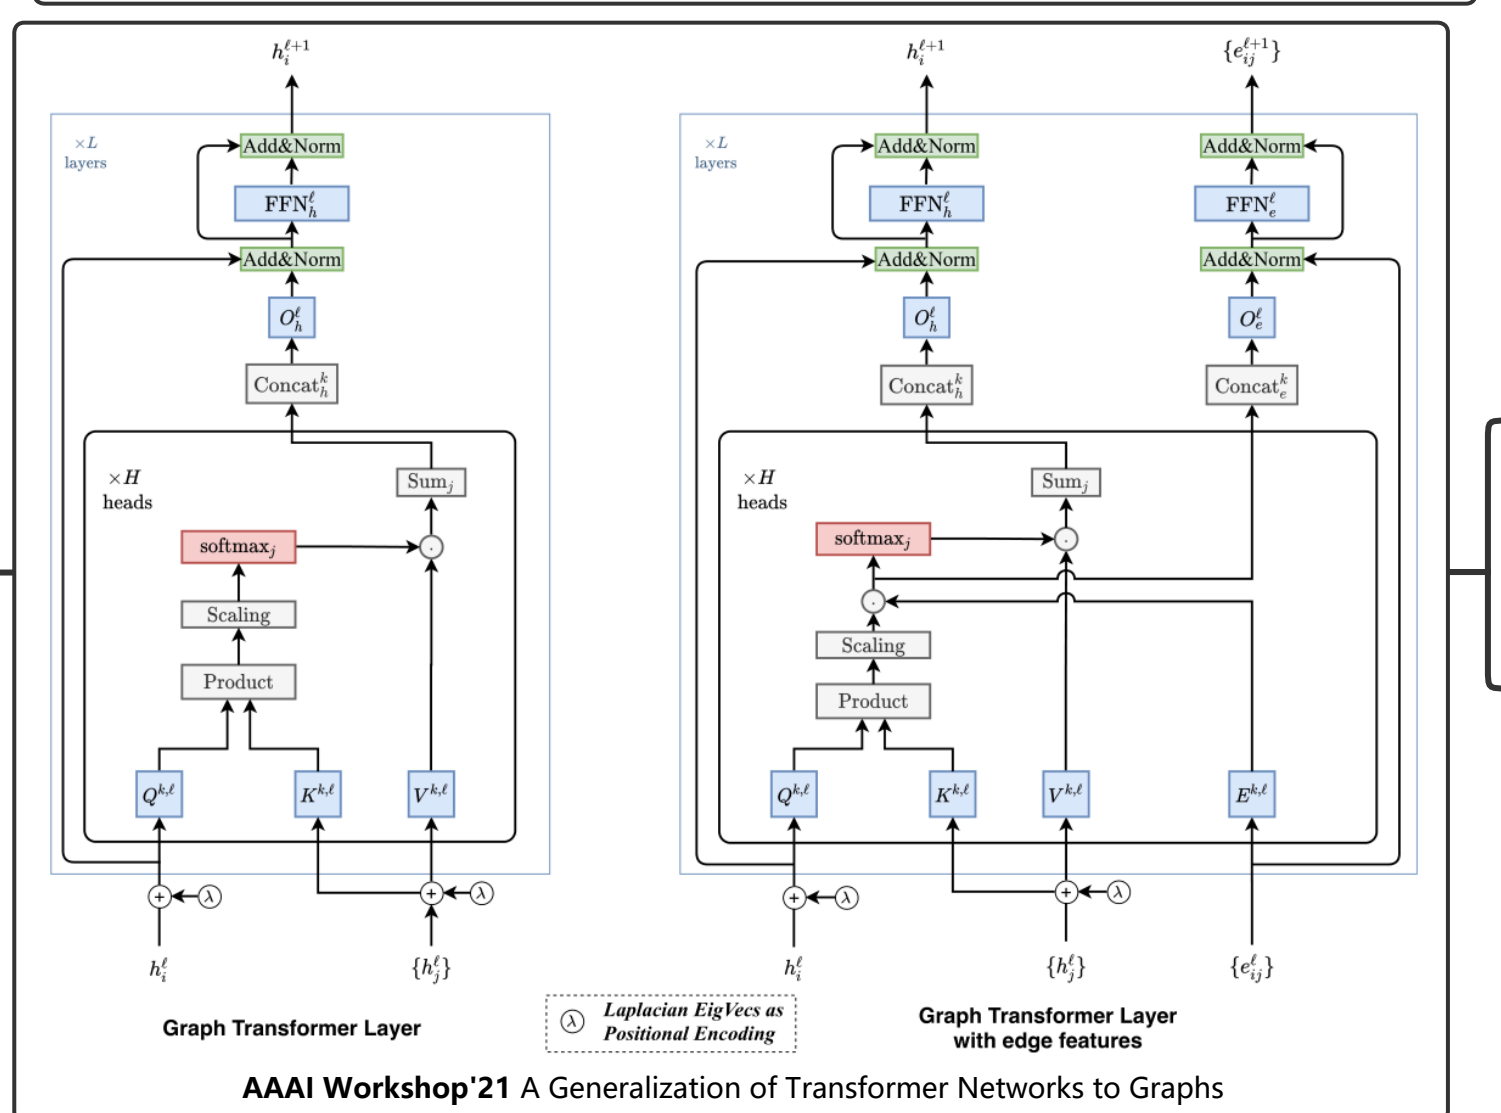 h_i^{ℓ+1}
×L
layers
Add&Norm
FFN_h^ℓ
Add&Norm
O_h^ℓ
Concat_h^k
×H
heads
Sum_j
softmax_j
·
Scaling
Product
Q^{k,ℓ}
K^{k,ℓ}
V^{k,ℓ}
+
λ
+
λ
h_i^ℓ
{h_j^ℓ}
Graph Transformer Layer
h_i^{ℓ+1}
{e_{ij}^{ℓ+1}}
×L
layers
Add&Norm
Add&Norm
FFN_h^ℓ
FFN_e^ℓ
Add&Norm
Add&Norm
O_h^ℓ
O_e^ℓ
Concat_h^k
Concat_e^k
×H
heads
Sum_j
softmax_j
·
·
Scaling
Product
Q^{k,ℓ}
K^{k,ℓ}
V^{k,ℓ}
E^{k,ℓ}
+
λ
+
λ
h_i^ℓ
{h_j^ℓ}
{e_{ij}^ℓ}
Graph Transformer Layer
with edge features
λ
Laplacian EigVecs as
Positional Encoding
AAAI Workshop'21 A Generalization of Transformer Networks to Graphs